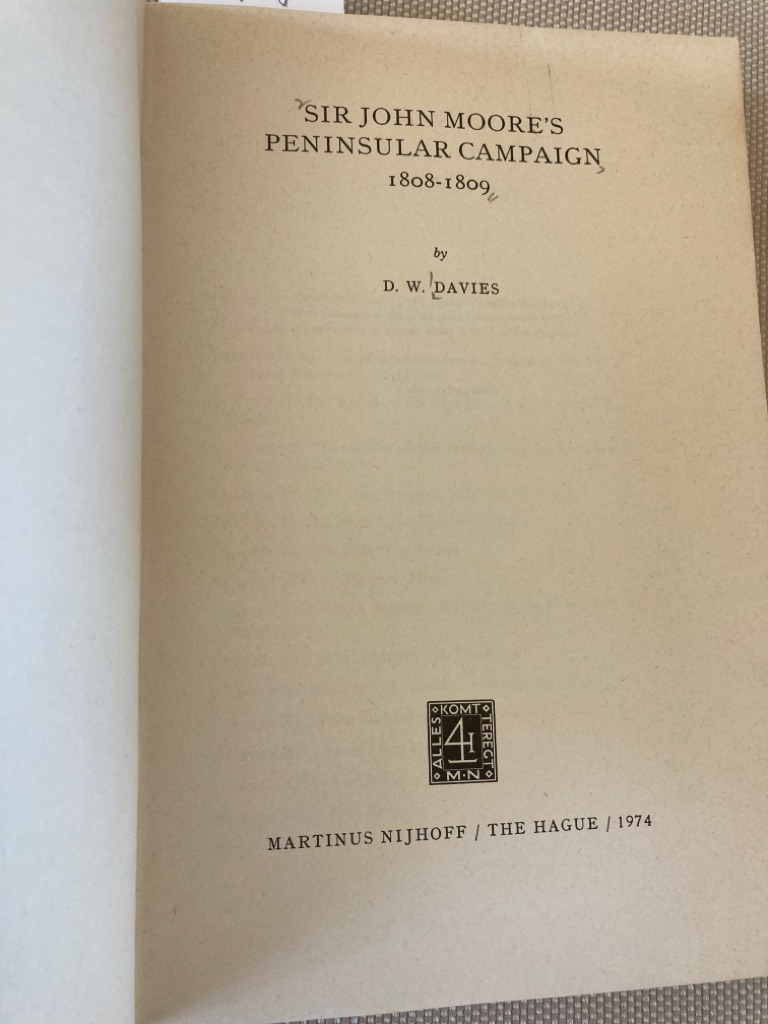 SIR JOHN MOORE'S
PENINSULAR CAMPAIGN
1808-1809
by
D. W. DAVIES
ALLES KOMT TERECHT
M·N
MARTINUS NIJHOFF / THE HAGUE / 1974